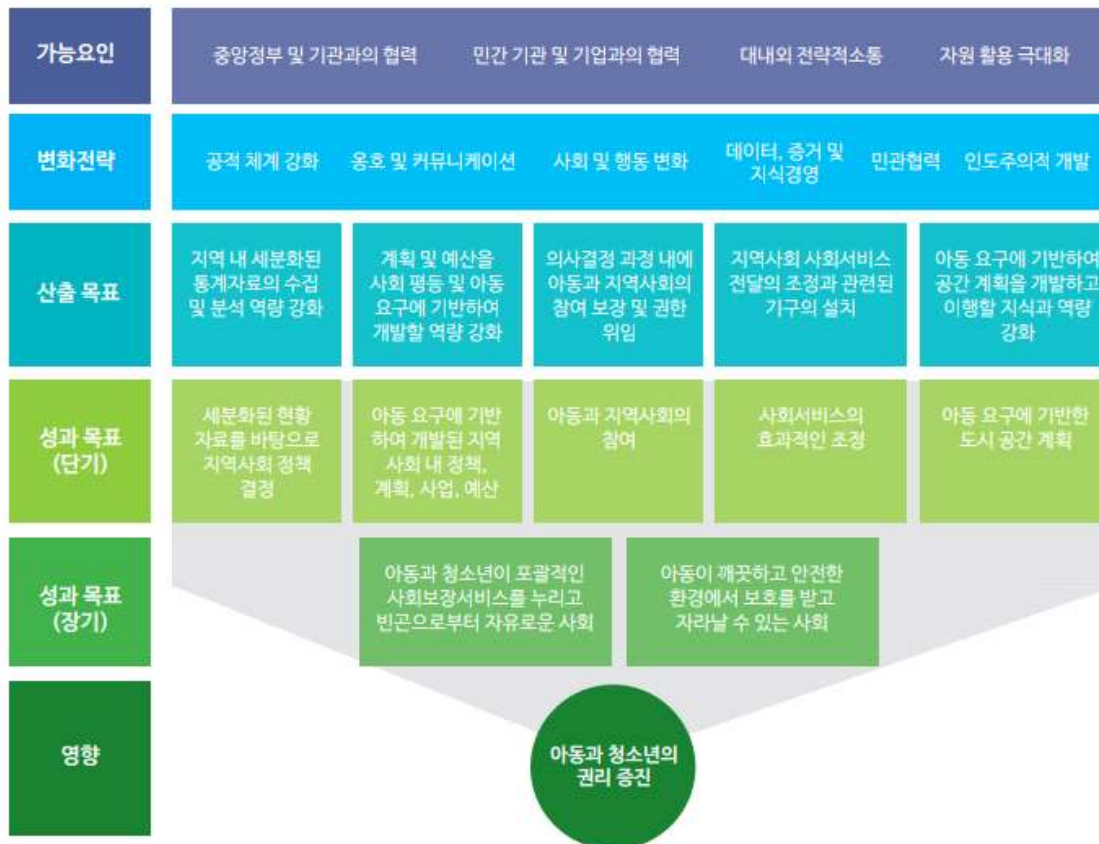 가능요인
중앙정부 및 기관과의 협력
민간 기관 및 기업과의 협력
대내외 전략적소통
자원 활용 극대화
변화전략
공적 체계 강화
옹호 및 커뮤니케이션
사회 및 행동 변화
데이터, 증거 및
지식경영
민관협력
인도주의적 개발
산출 목표
지역 내 세분화된
통계자료의 수집
및 분석 역량 강화
계획 및 예산을
사회 평등 및 아동
요구에 기반하여
개발할 역량 강화
의사결정 과정 내에
아동과 지역사회의
참여 보장 및 권한
위임
지역사회 사회서비스
전달의 조정과 관련된
기구의 설치
아동 요구에 기반하여
공간 계획을 개발하고
이행할 지식과 역량
강화
성과 목표
(단기)
세분화된 현황
자료를 바탕으로
지역사회 정책
결정
아동 요구에 기반
하여 개발된 지역
사회 내 정책,
계획, 사업, 예산
아동과 지역사회의
참여
사회서비스의
효과적인 조정
아동 요구에 기반한
도시 공간 계획
성과 목표
(장기)
아동과 청소년이 포괄적인
사회보장서비스를 누리고
빈곤으로부터 자유로운 사회
아동이 깨끗하고 안전한
환경에서 보호를 받고
자라날 수 있는 사회
영향
아동과 청소년의
권리 증진